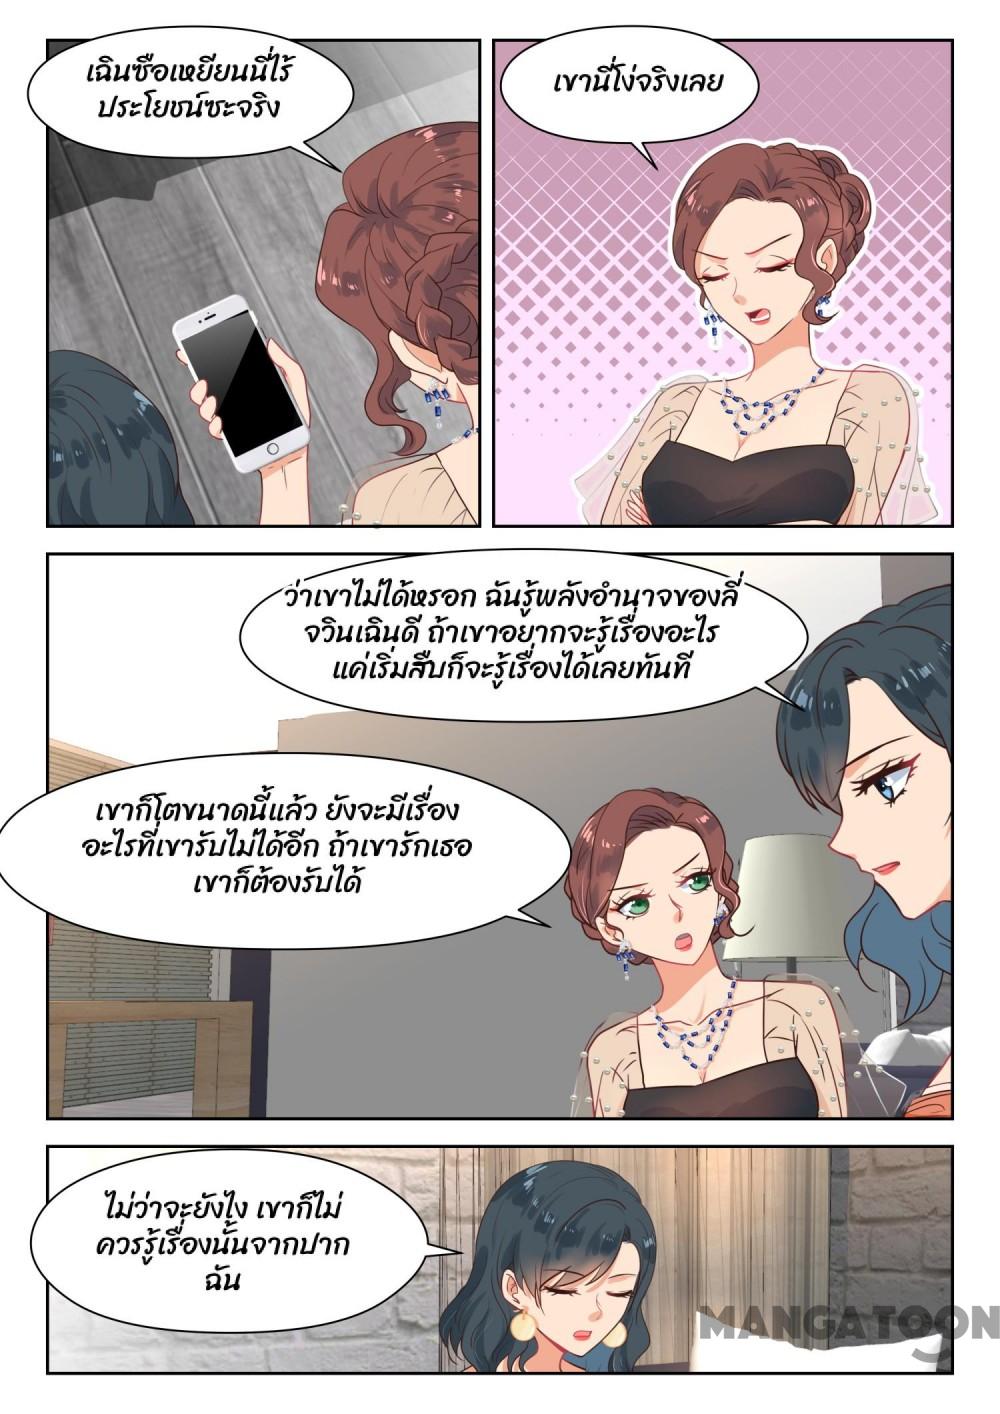 เฉินซือเหยียนนี่ไร้
ประโยชน์ซะจริง
เขานี่โง่จริงเลย
ว่าเขาไม่ได้หรอก ฉันรู้พลังอำนาจของลี่
จวินเฉินดี ถ้าเขาอยากจะรู้เรื่องอะไร
แค่เริ่มสืบก็จะรู้เรื่องได้เลยทันที
เขาก็โตขนาดนี้แล้ว ยังจะมีเรื่อง
อะไรที่เขารับไม่ได้อีก ถ้าเขารักเธอ
เขาก็ต้องรับได้
ไม่ว่าจะยังไง เขาก็ไม่
ควรรู้เรื่องนั้นจากปาก
ฉัน
MANGATOON